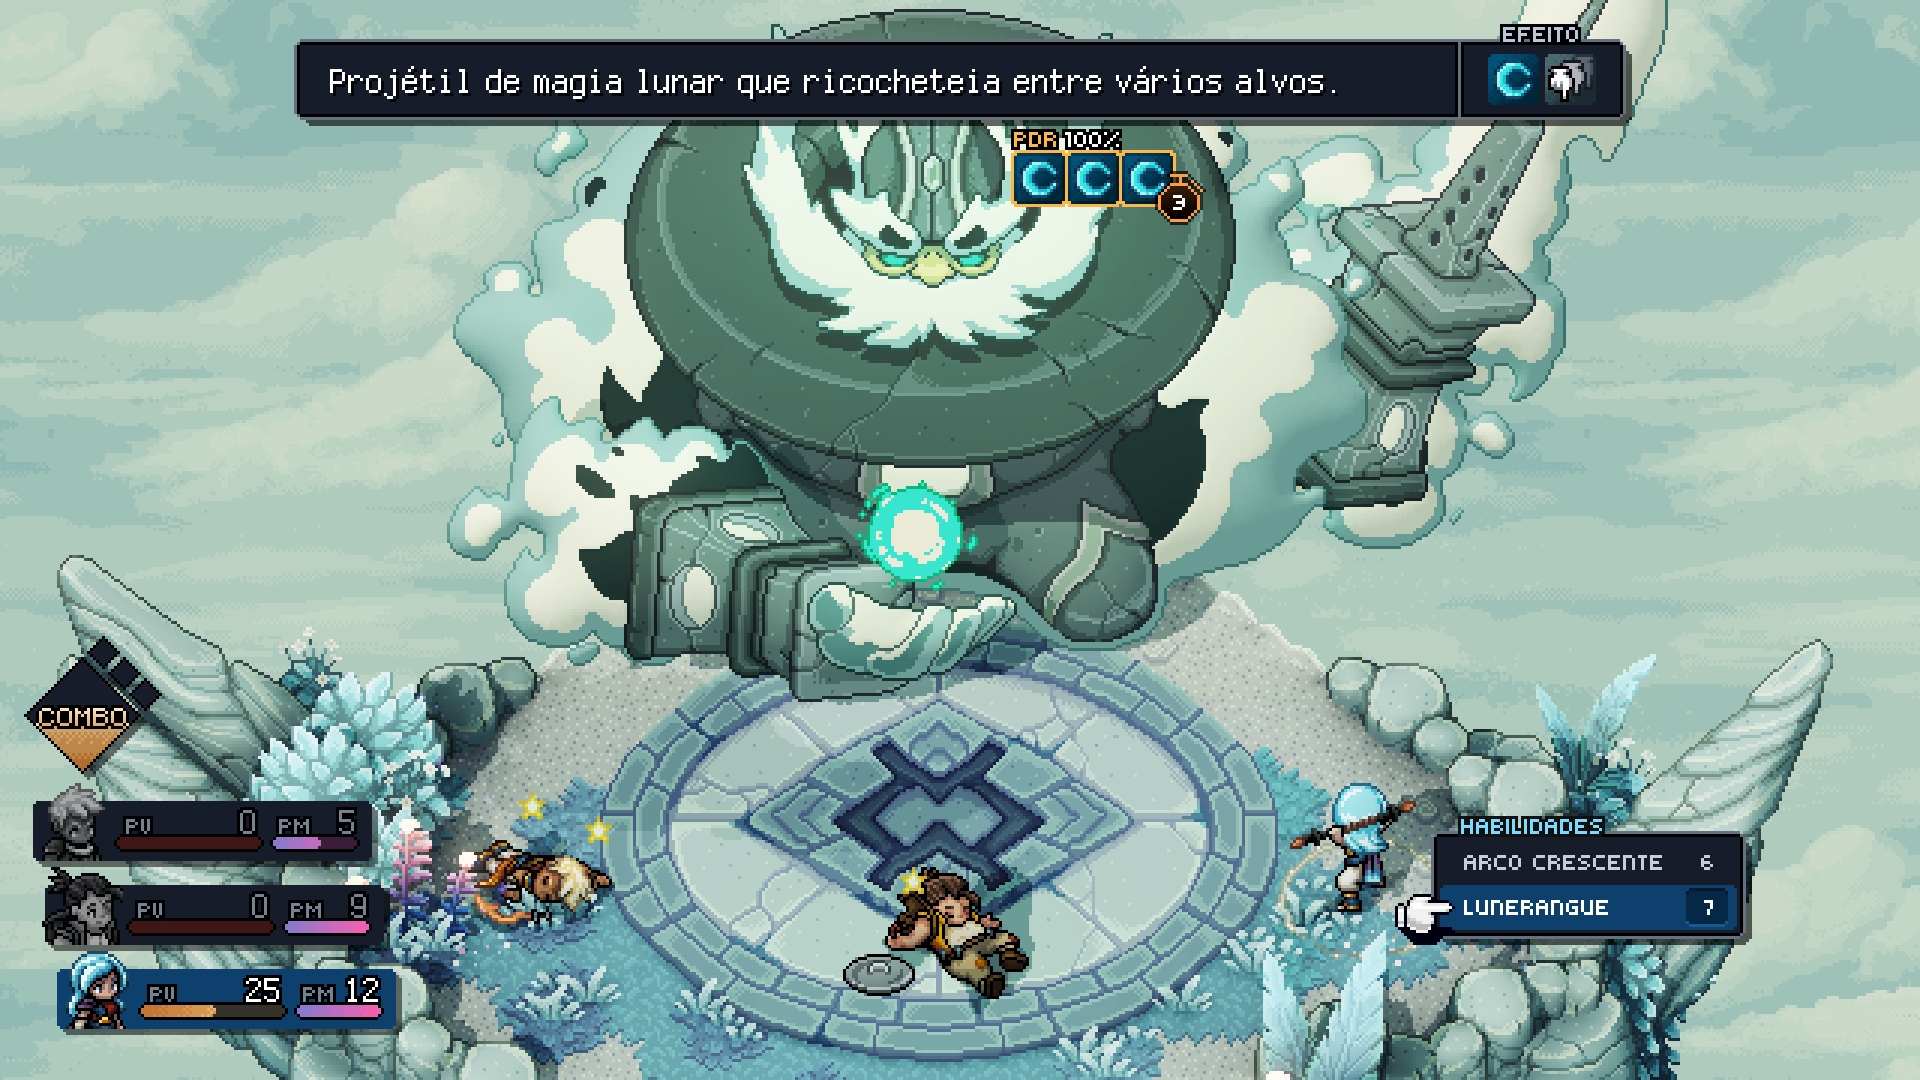 EFEITO
Projétil de magia lunar que ricocheteia entre vários alvos.
PDR 100%
3
COMBO
PV 0 PM 5
PV 0 PM 9
PV 25 PM 12
HABILIDADES
ARCO CRESCENTE 6
LUNERANGUE 7